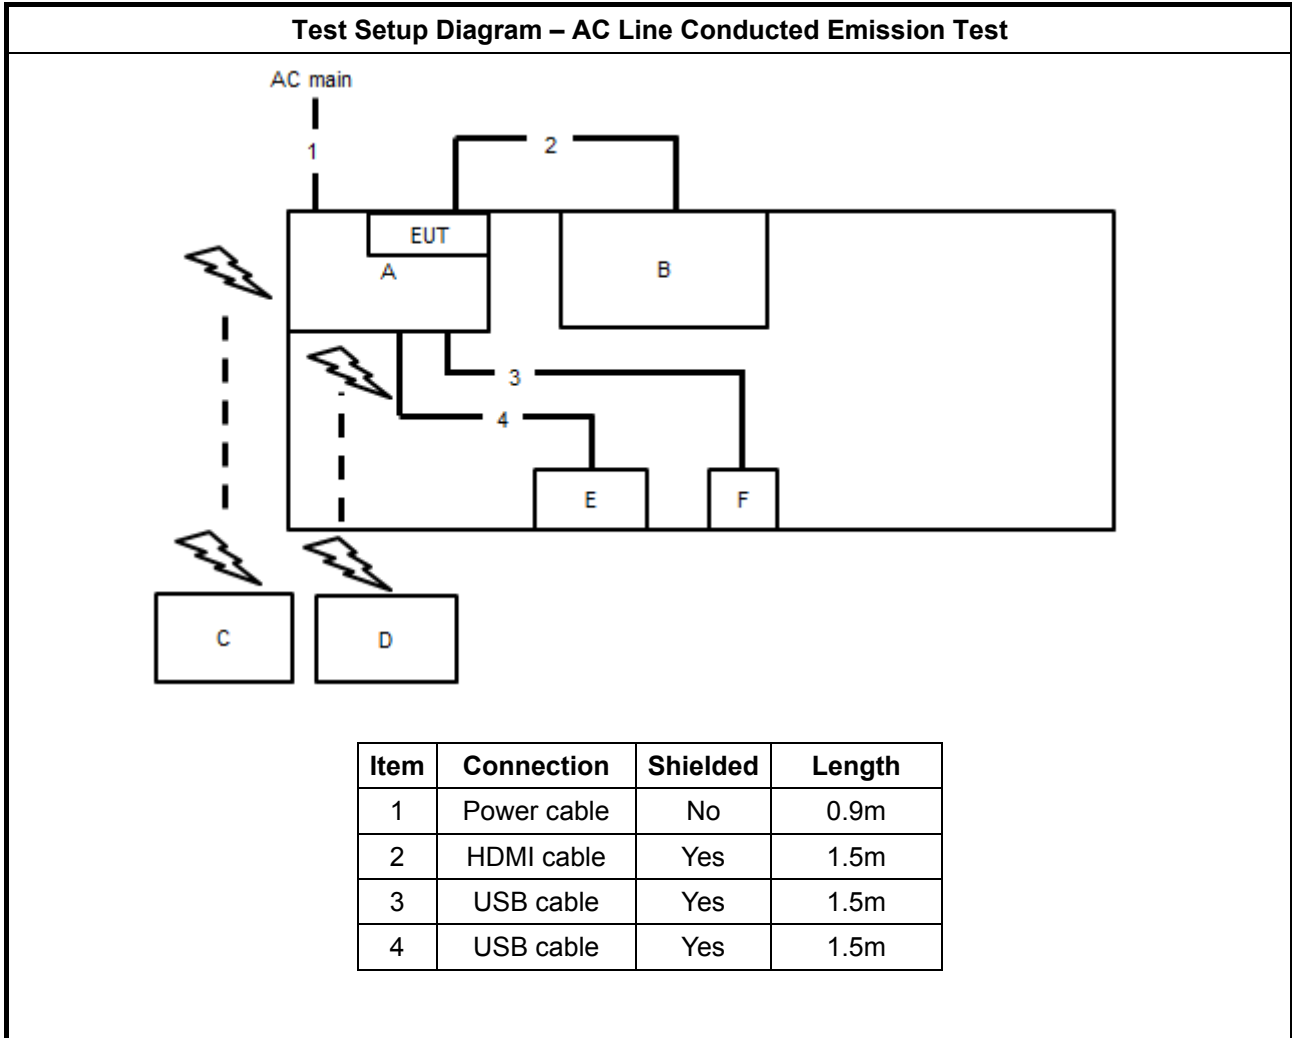 Test Setup Diagram – AC Line Conducted Emission Test
AC main
1
2
EUT
A
B
3
4
E
F
C
D
Item Connection Shielded Length
1 Power cable No 0.9m
2 HDMI cable Yes 1.5m
3 USB cable Yes 1.5m
4 USB cable Yes 1.5m